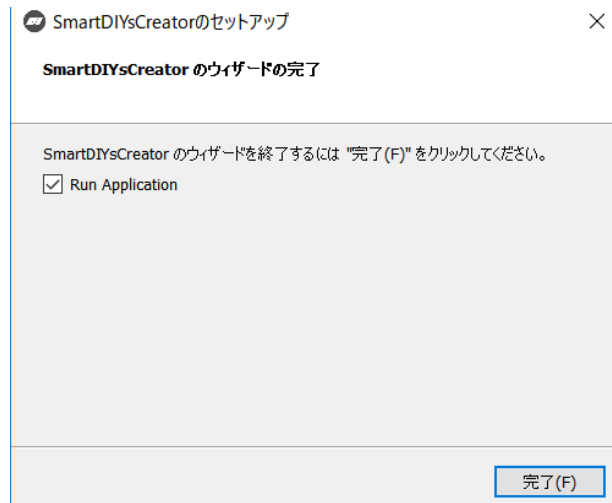 SmartDIYsCreatorのセットアップ
SmartDIYsCreator のウィザードの完了
SmartDIYsCreator のウィザードを終了するには "完了(F)" をクリックしてください。
Run Application
完了(F)